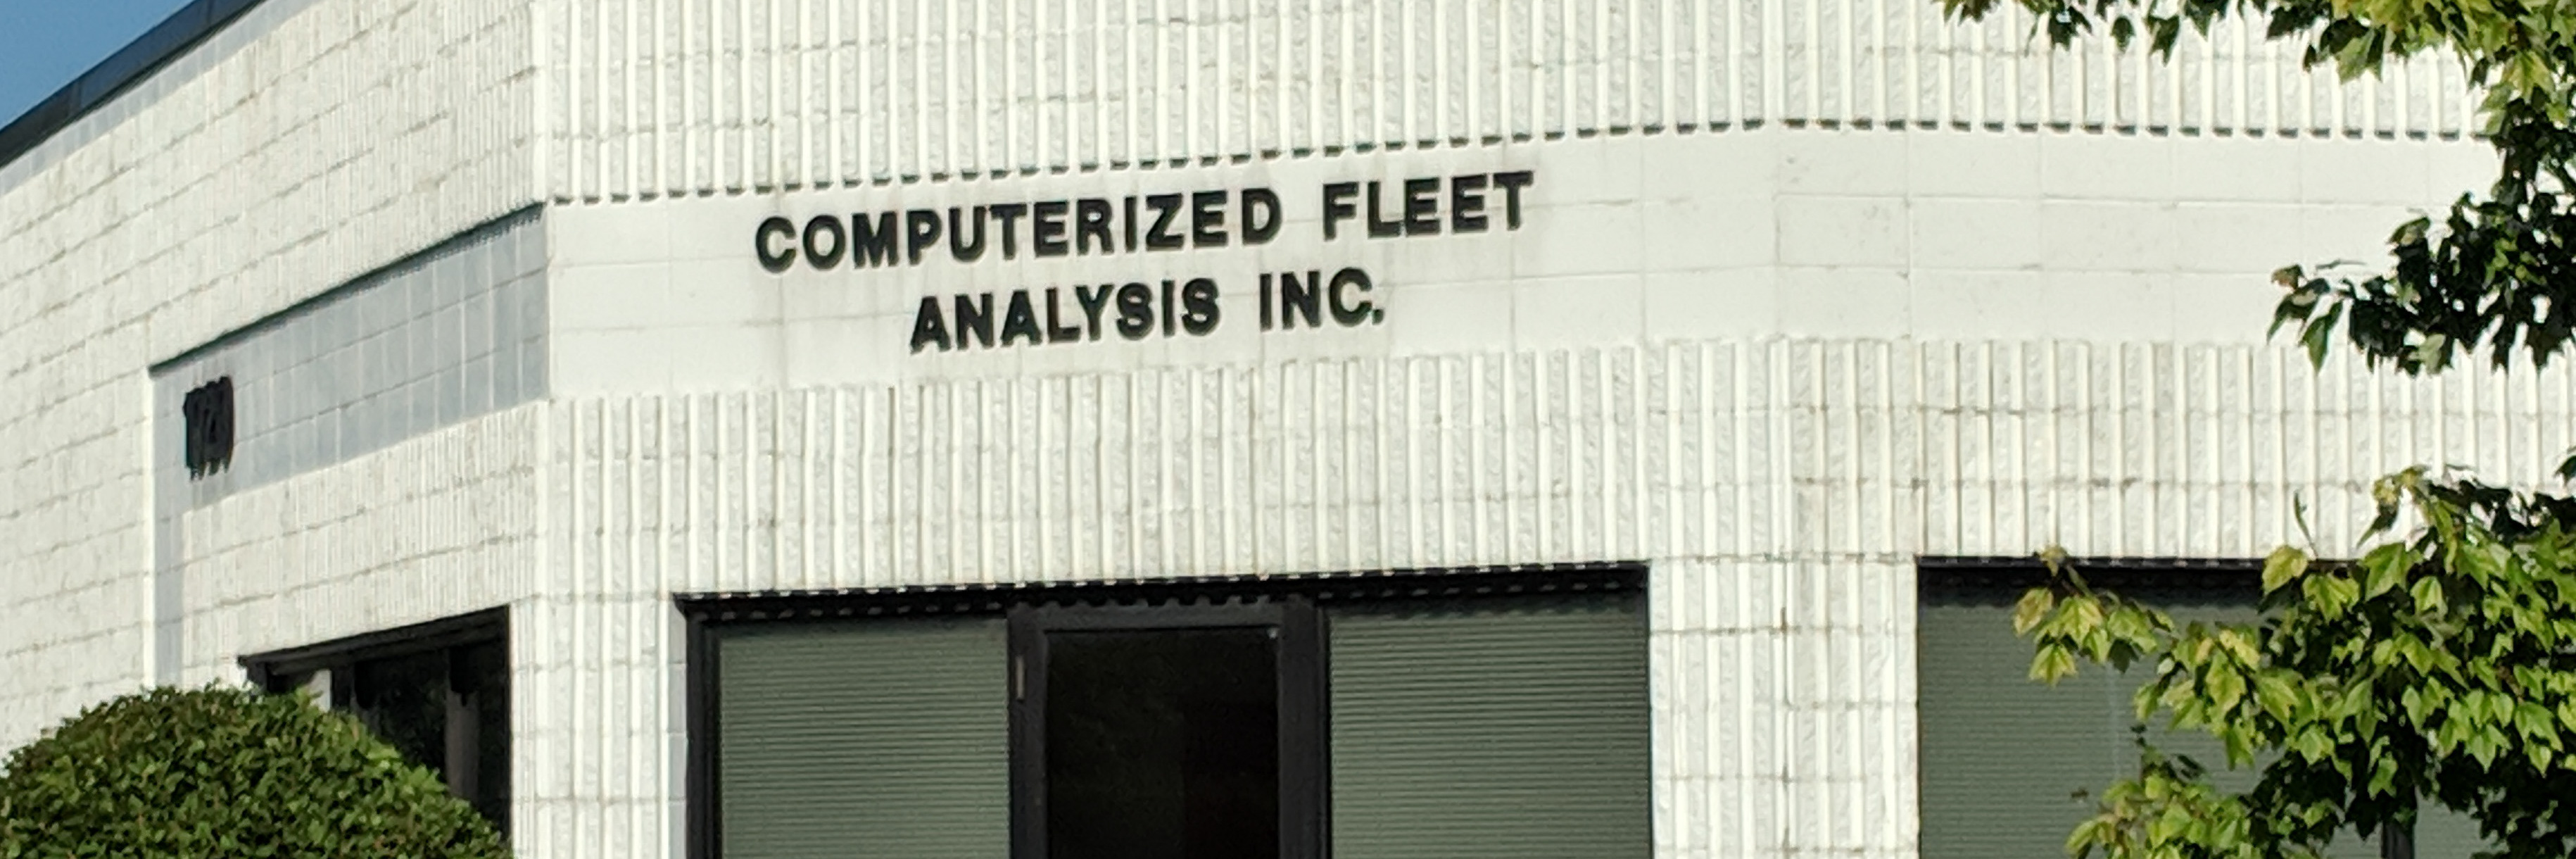 COMPUTERIZED FLEET
ANALYSIS INC.